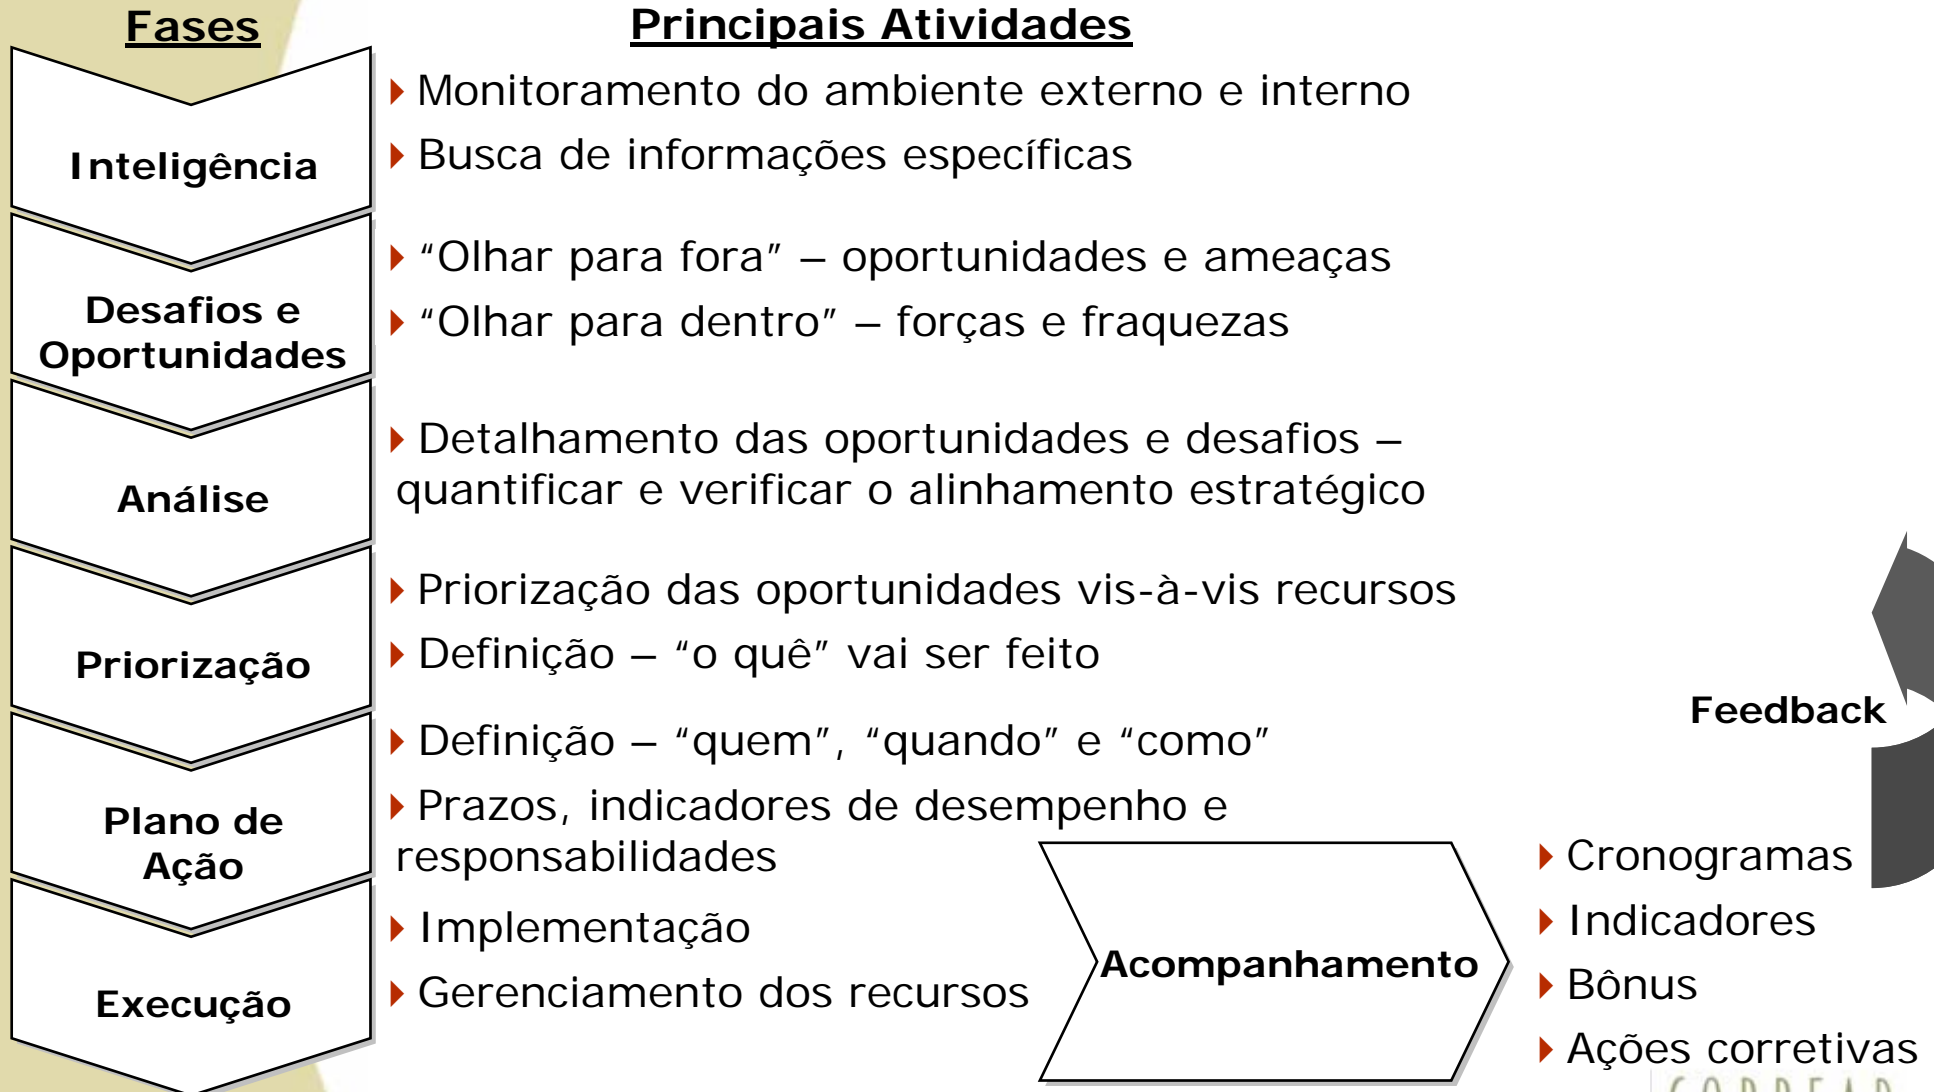 Fases
Principais Atividades
Inteligência
Monitoramento do ambiente externo e interno
Busca de informações específicas
Desafios e
Oportunidades
“Olhar para fora” – oportunidades e ameaças
“Olhar para dentro” – forças e fraquezas
Análise
Detalhamento das oportunidades e desafios –
quantificar e verificar o alinhamento estratégico
Priorização
Priorização das oportunidades vis-à-vis recursos
Definição – “o quê” vai ser feito
Plano de
Ação
Definição – “quem”, “quando” e “como”
Prazos, indicadores de desempenho e
responsabilidades
Execução
Implementação
Gerenciamento dos recursos
Acompanhamento
Cronogramas
Indicadores
Bônus
Ações corretivas
Feedback